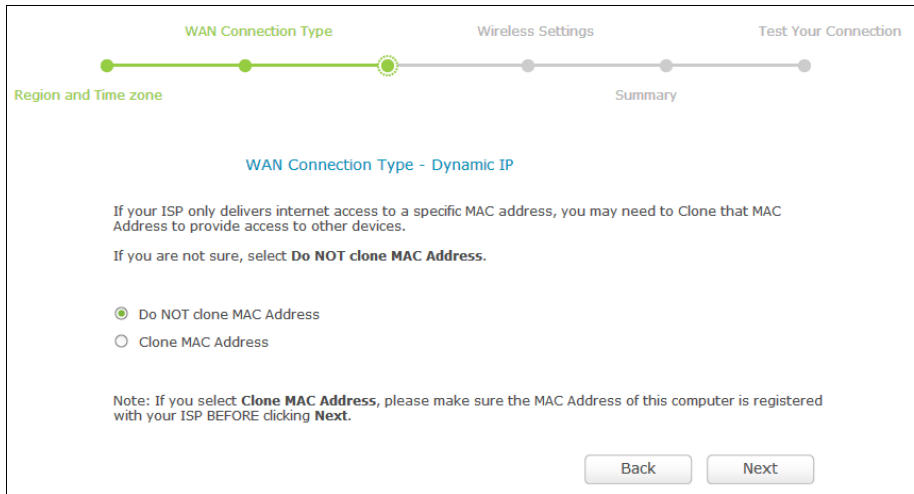 WAN Connection Type
Wireless Settings
Test Your Connection
Region and Time zone
Summary
WAN Connection Type - Dynamic IP
If your ISP only delivers internet access to a specific MAC address, you may need to Clone that MAC
Address to provide access to other devices.
If you are not sure, select Do NOT clone MAC Address.
Do NOT clone MAC Address
Clone MAC Address
Note: If you select Clone MAC Address, please make sure the MAC Address of this computer is registered
with your ISP BEFORE clicking Next.
Back
Next